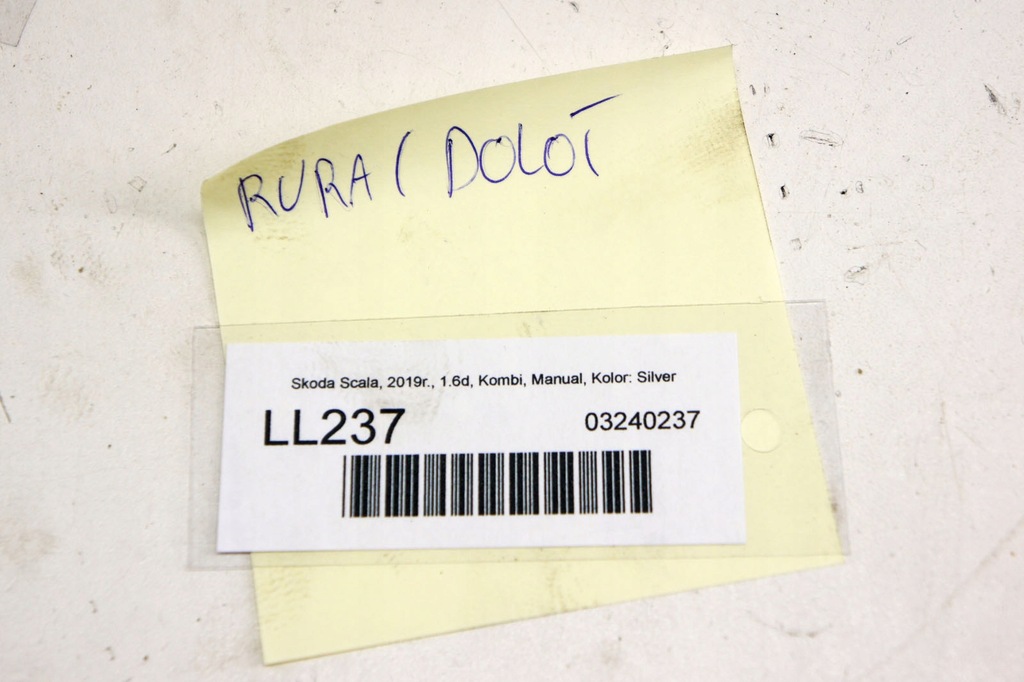 RURA ( DOLOT
Skoda Scala, 2019r., 1.6d, Kombi, Manual, Kolor: Silver
LL237 03240237